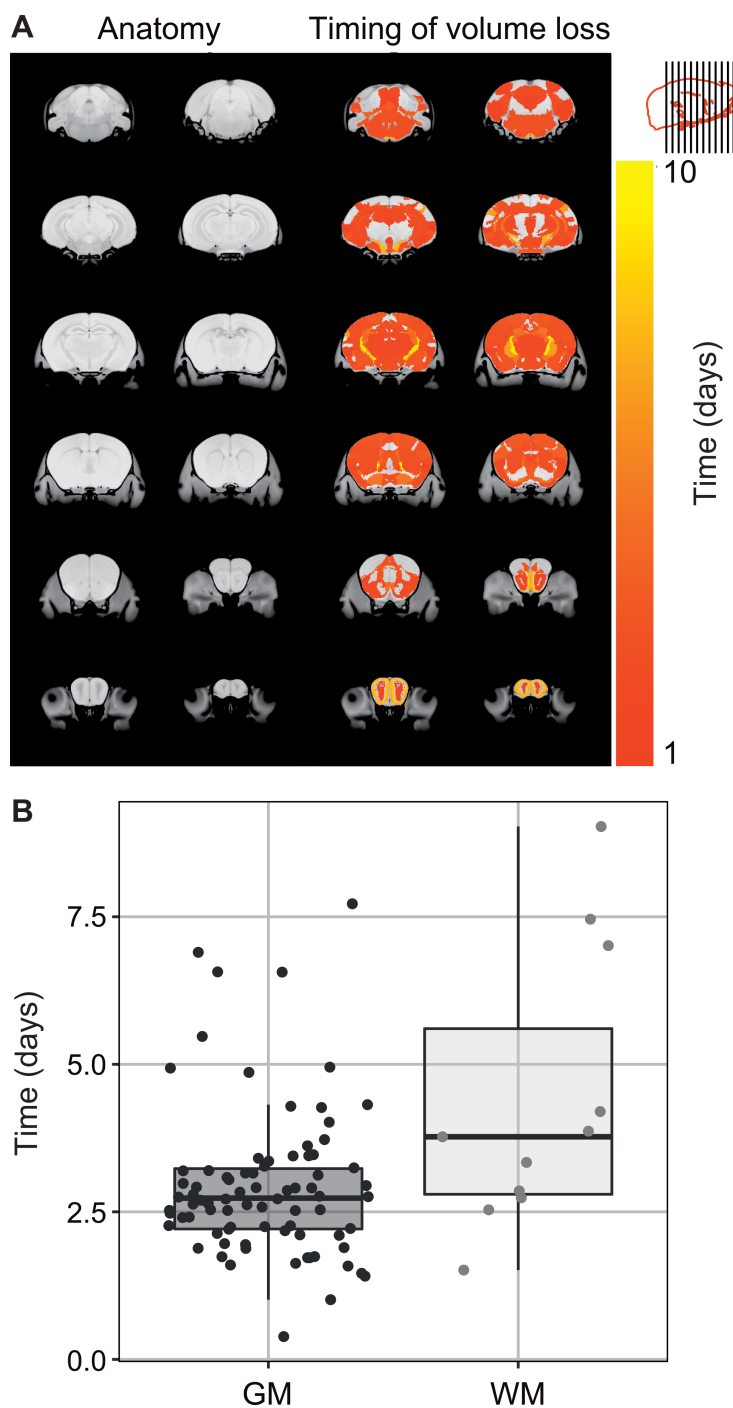 A
Anatomy
Timing of volume loss
10
Time (days)
1
B
7.5
5.0
2.5
0.0
Time (days)
GM
WM